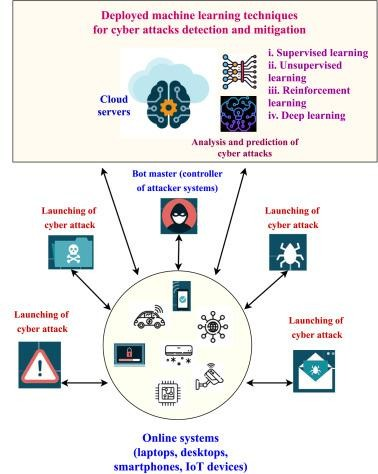 Deployed machine learning techniques
for cyber attacks detection and mitigation
Cloud
servers
i. Supervised learning
ii. Unsupervised
learning
iii. Reinforcement
learning
iv. Deep learning
Analysis and prediction of
cyber attacks
Bot master (controller
of attacker systems)
Launching of
cyber attack
Launching of
cyber attack
Launching of
cyber attack
Launching of
cyber attack
Online systems
(laptops, desktops,
smartphones, IoT devices)